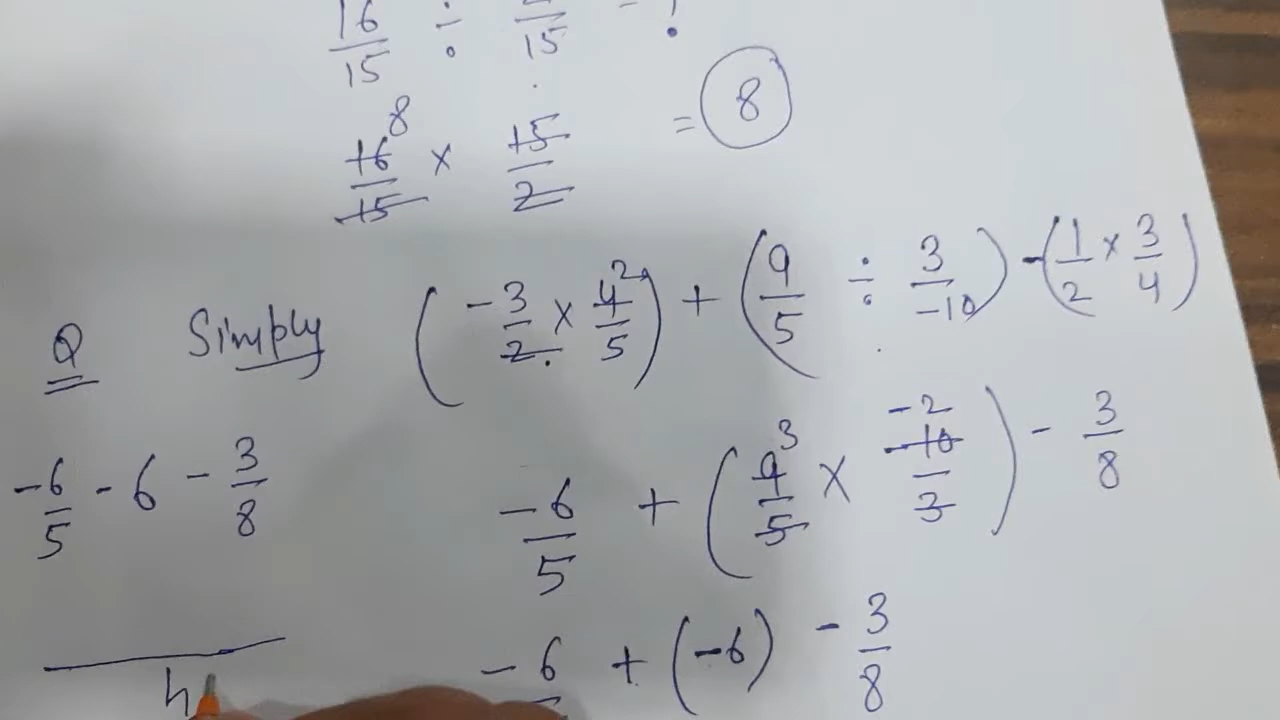 16/15 ÷ /15 = ?
16/15 8 × 15/2 = 8
Q Simply (-3/2 × 4/5 2) + (9/5 ÷ 3/-10) - (1/2 × 3/4)
-6/5 + (9/5 3 × -10/3 -2) - 3/8
-6/5 - 6 - 3/8
-6 + (-6) - 3/8